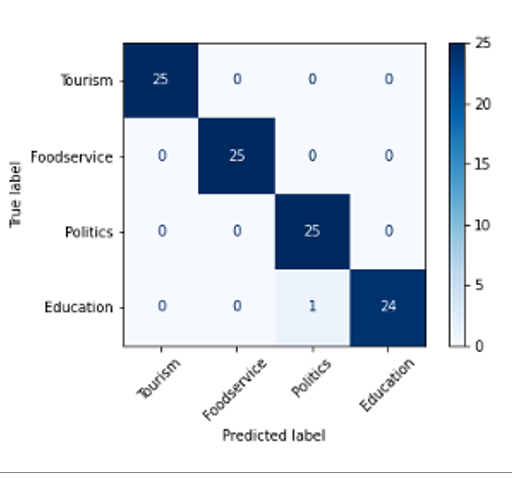 Tourism 25 0 0 0
Foodservice 0 25 0 0
Politics 0 0 25 0
Education 0 0 1 24
Tourism Foodservice Politics Education
Predicted label
True label
25
20
15
10
5
0